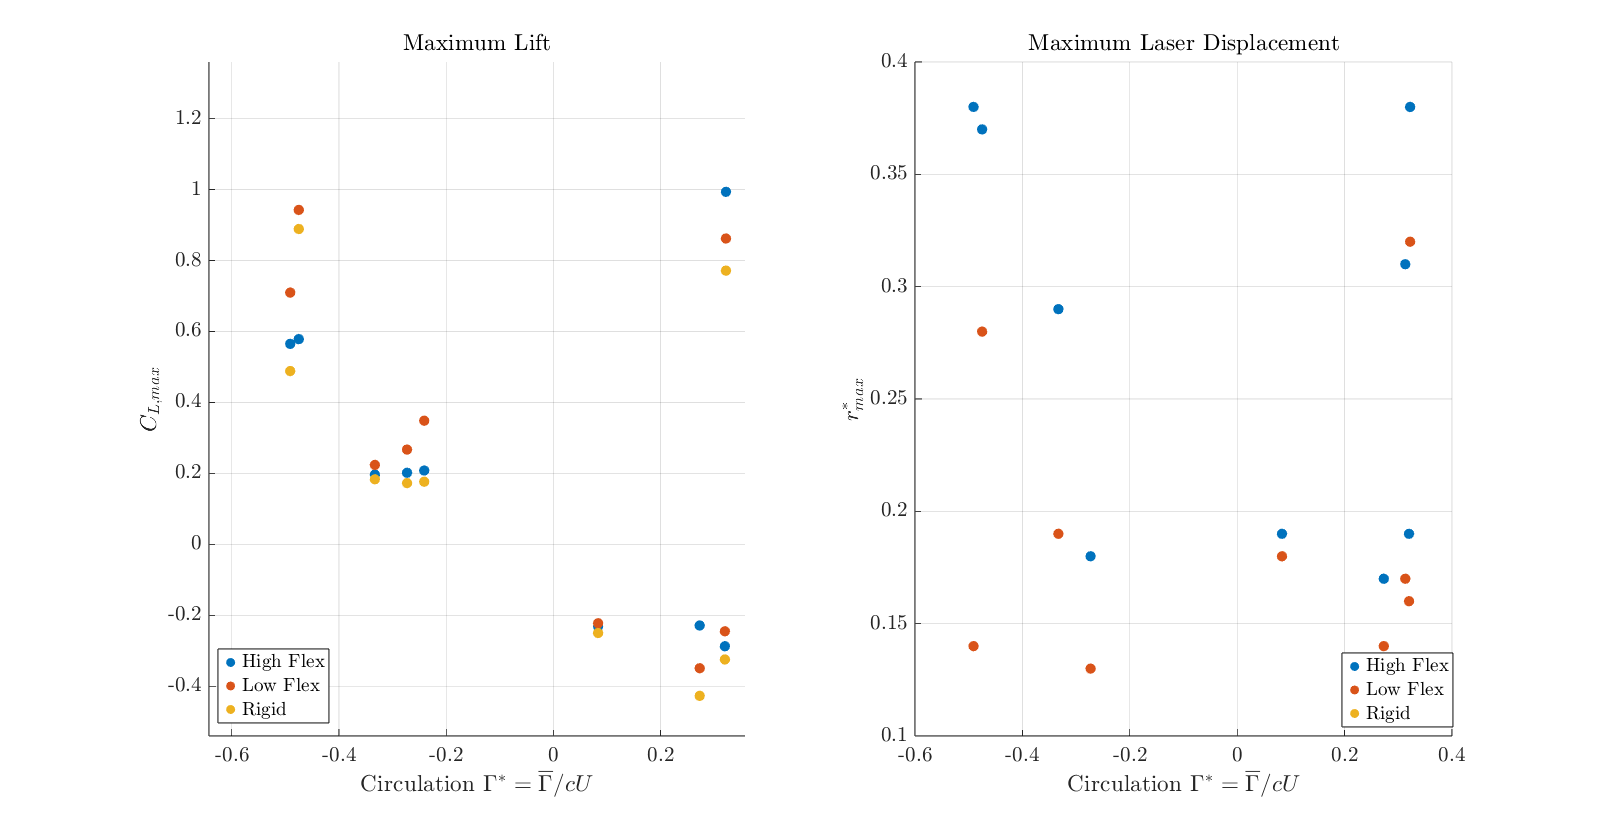 Maximum Lift
1.2
1
0.8
0.6
0.4
0.2
0
-0.2
-0.4
C_{L,max}
High Flex
Low Flex
Rigid
-0.6 -0.4 -0.2 0 0.2
Circulation Γ* = Γ̅/cU
Maximum Laser Displacement
0.4
0.35
0.3
0.25
0.2
0.15
0.1
r*_{max}
High Flex
Low Flex
Rigid
-0.6 -0.4 -0.2 0 0.2 0.4
Circulation Γ* = Γ̅/cU